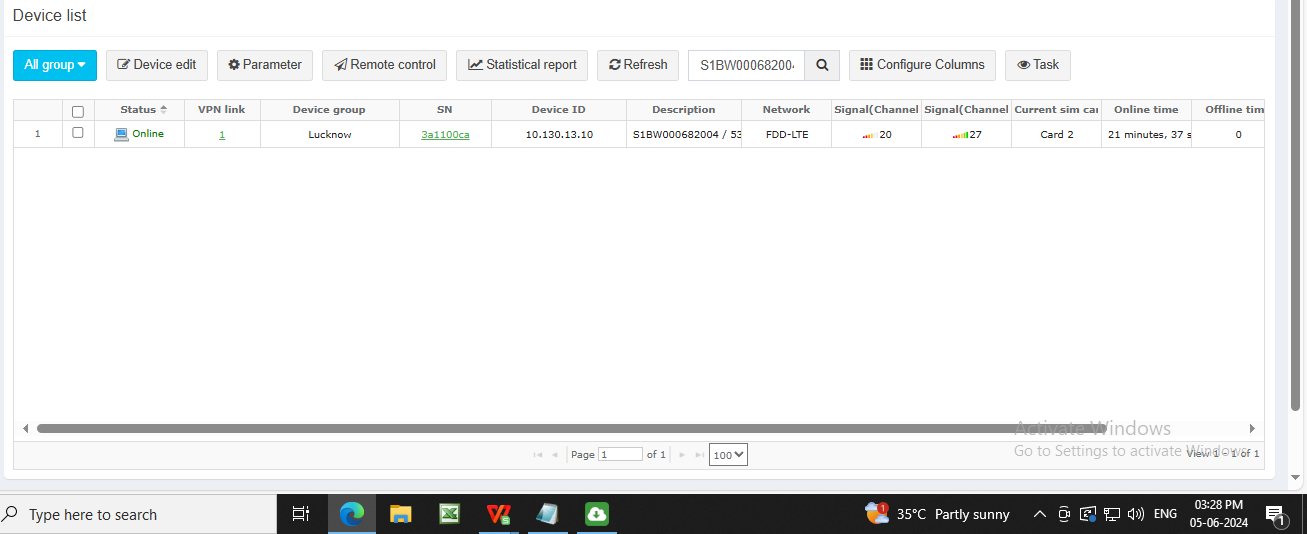 Device list
All group Device edit Parameter Remote control Statistical report Refresh S1BW00068200 Configure Columns Task
Status VPN link Device group SN Device ID Description Network Signal(Channel Signal(Channel Current sim car Online time Offline tim
1 Online 1 Lucknow 3a1100ca 10.130.13.10 S1BW000682004 / 53 FDD-LTE 20 27 Card 2 21 minutes, 37 s 0
Activate Windows
Page 1 of 1 100 Go to Settings to activate Windows. View 1 - 1 of 1
Type here to search 1 35°C Partly sunny ENG 03:28 PM 1
05-06-2024